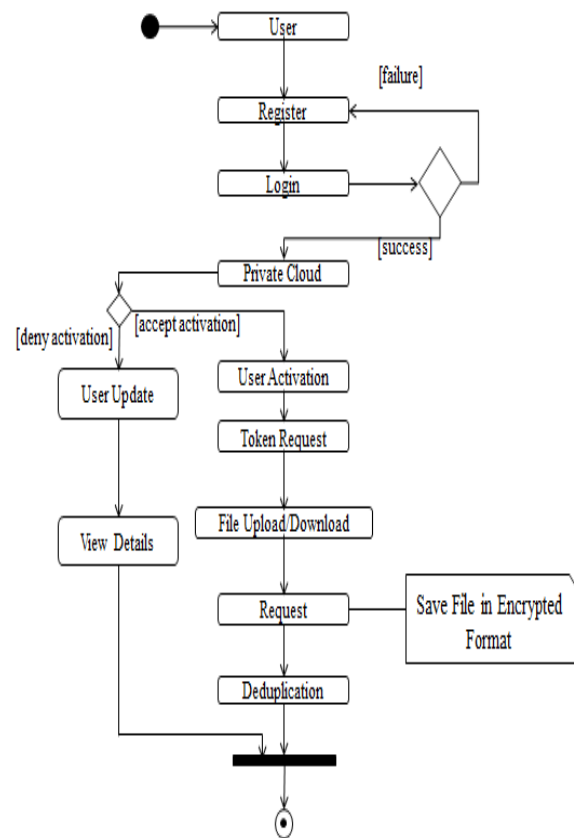 User
[failure]
Register
Login
[success]
Private Cloud
[deny activation]
[accept activation]
User Activation
User Update
Token Request
File Upload/Download
View Details
Request
Save File in Encrypted
Format
Deduplication